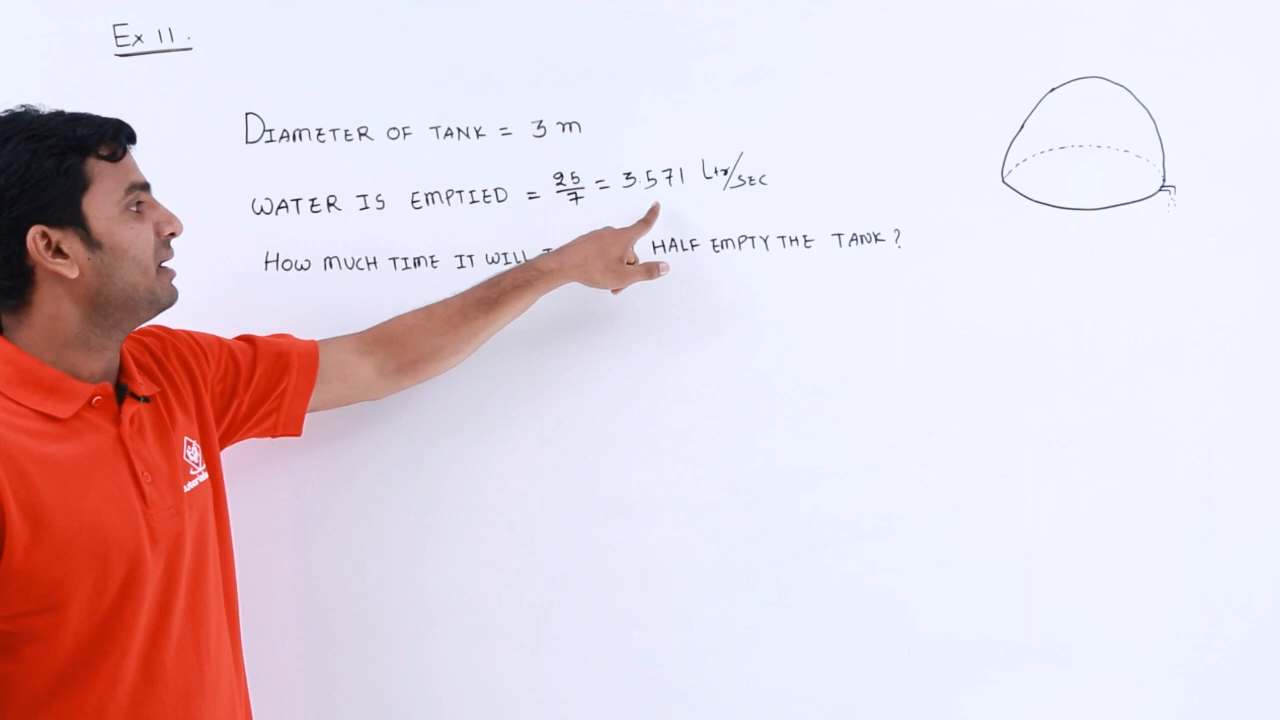 Ex 11.
DIAMETER OF TANK = 3 m
WATER IS EMPTIED = 25/7 = 3.571 Ltr/SEC
HOW MUCH TIME IT WILL HALF EMPTY THE TANK?